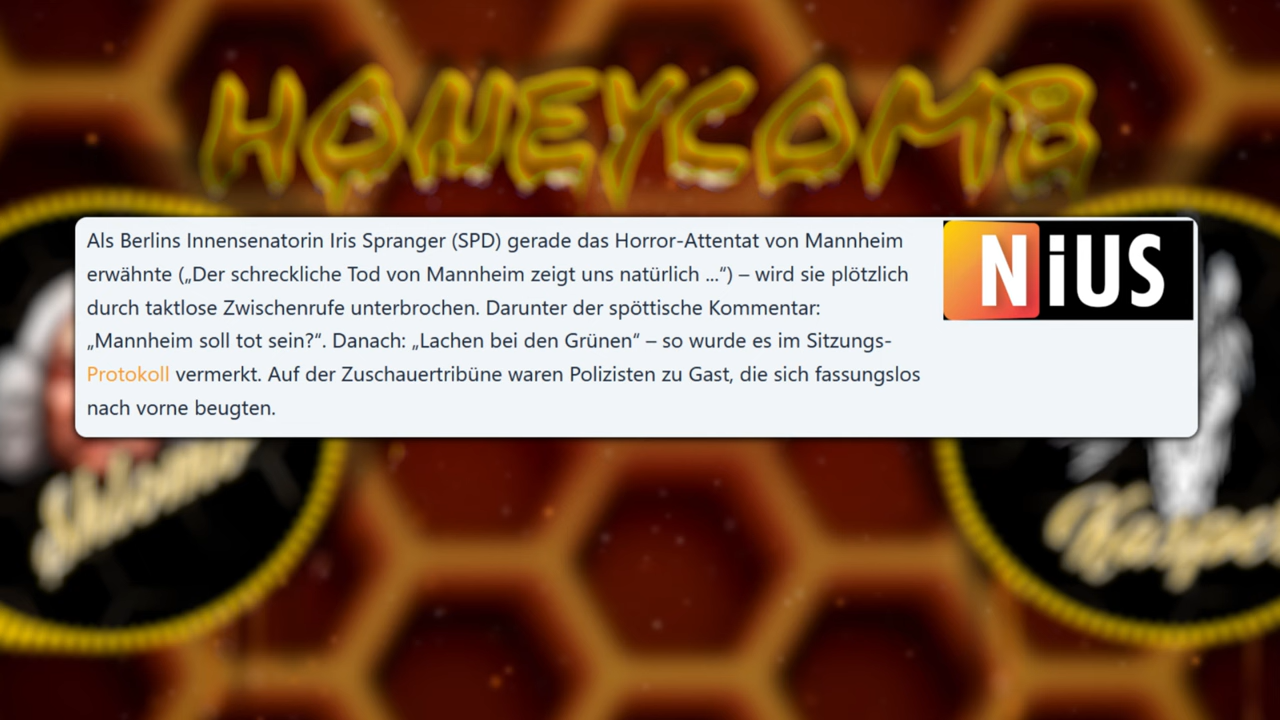 HONEYCOMB
Als Berlins Innensenatorin Iris Spranger (SPD) gerade das Horror-Attentat von Mannheim
erwähnte („Der schreckliche Tod von Mannheim zeigt uns natürlich ...“) – wird sie plötzlich
durch taktlose Zwischenrufe unterbrochen. Darunter der spöttische Kommentar:
„Mannheim soll tot sein?“. Danach: „Lachen bei den Grünen“ – so wurde es im Sitzungs-
Protokoll vermerkt. Auf der Zuschauertribüne waren Polizisten zu Gast, die sich fassungslos
nach vorne beugten.
NiUS